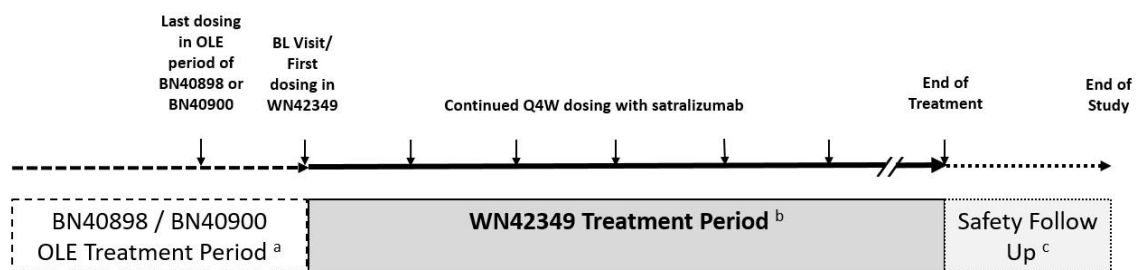 Last dosing
in OLE
period of
BN40898 or
BN40900
BL Visit/
First
dosing in
WN42349
Continued Q4W dosing with satralizumab
End of
Treatment
End of
Study
BN40898 / BN40900
OLE Treatment Period a
WN42349 Treatment Period b
Safety Follow
Up c